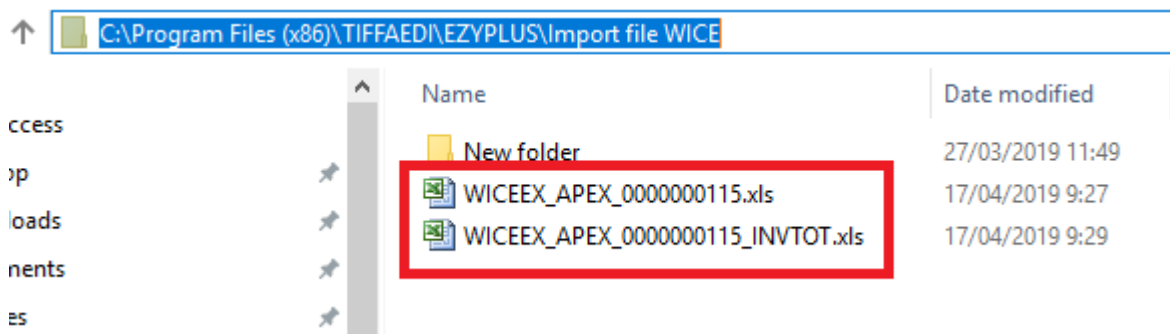 C:\Program Files (x86)\TIFFAEDI\EZYPLUS\Import file WICE
Name Date modified
ccess
New folder 27/03/2019 11:49
op
WICEEX_APEX_0000000115.xls 17/04/2019 9:27
loads
WICEEX_APEX_0000000115_INVTOT.xls 17/04/2019 9:29
ments
es